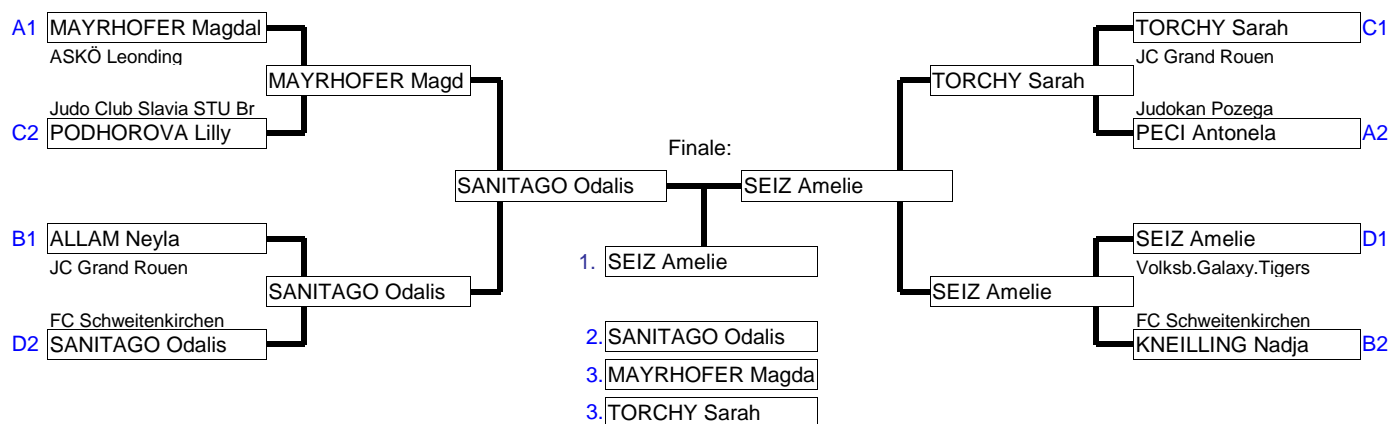 A1 MAYRHOFER Magdal
ASKÖ Leonding
MAYRHOFER Magd
Judo Club Slavia STU Br
C2 PODHOROVA Lilly
SANITAGO Odalis
B1 ALLAM Neyla
JC Grand Rouen
SANITAGO Odalis
FC Schweitenkirchen
D2 SANITAGO Odalis
Finale:
1. SEIZ Amelie
2. SANITAGO Odalis
3. MAYRHOFER Magda
3. TORCHY Sarah
TORCHY Sarah C1
JC Grand Rouen
TORCHY Sarah
Judokan Pozega
PECI Antonela A2
SEIZ Amelie
SEIZ Amelie D1
Volksb.Galaxy.Tigers
SEIZ Amelie
FC Schweitenkirchen
KNEILLING Nadja B2